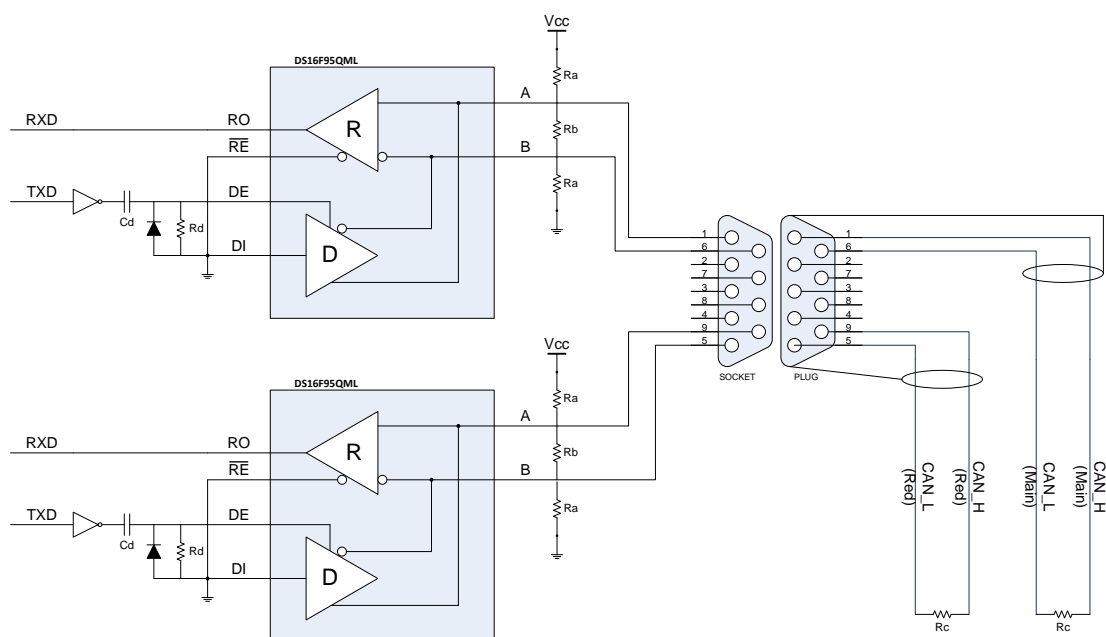 Vcc
DS16F95QML
Ra
A
RXD
RO
R
Rb
RE
B
TXD
DE
Ra
Cd
Rd
DI
D
1
6
2
7
3
8
4
9
5
SOCKET
1
6
2
7
3
8
4
9
5
PLUG
Vcc
DS16F95QML
Ra
A
RXD
RO
R
Rb
RE
B
TXD
DE
Ra
Cd
Rd
DI
D
CAN_L
(Red)
CAN_H
(Red)
CAN_L
(Main)
CAN_H
(Main)
Rc
Rc